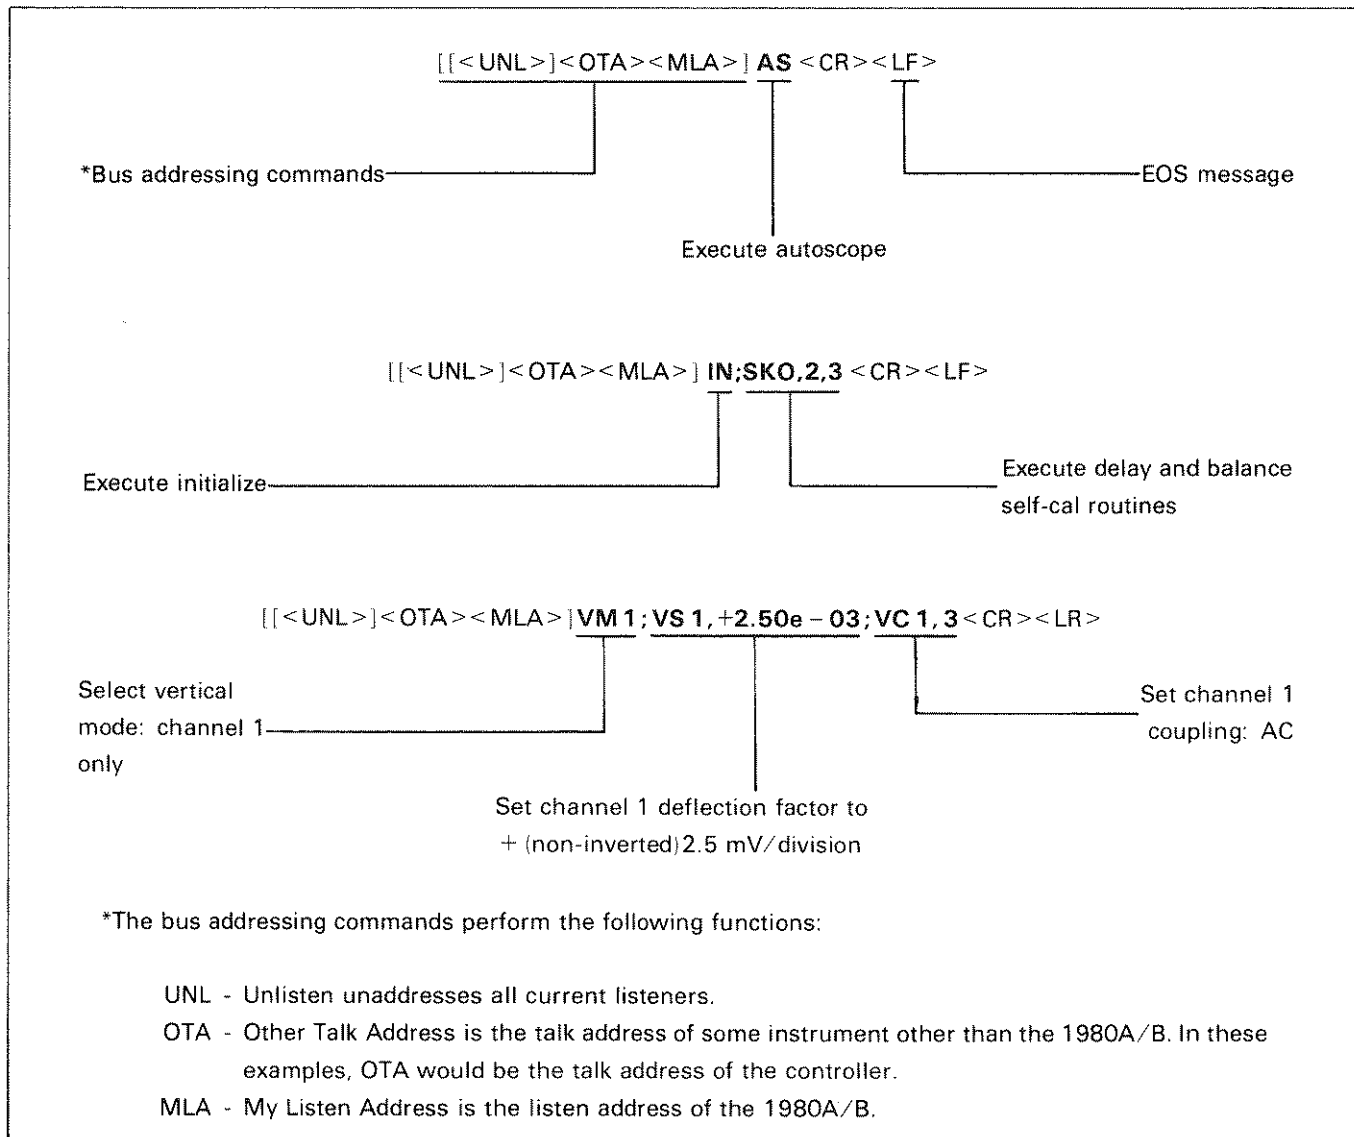 [[<UNL>]<OTA><MLA>] AS <CR><LF>
*Bus addressing commands
EOS message
Execute autoscope
[[<UNL>]<OTA><MLA>] IN;SKO,2,3 <CR><LF>
Execute initialize
Execute delay and balance
self-cal routines
[[<UNL>]<OTA><MLA>]VM 1; VS 1, +2.50e - 03; VC 1, 3<CR><LR>
Select vertical
mode: channel 1
only
Set channel 1
coupling: AC
Set channel 1 deflection factor to
+ (non-inverted)2.5 mV/division
*The bus addressing commands perform the following functions:
UNL - Unlisten unaddresses all current listeners.
OTA - Other Talk Address is the talk address of some instrument other than the 1980A/B. In these
examples, OTA would be the talk address of the controller.
MLA - My Listen Address is the listen address of the 1980A/B.